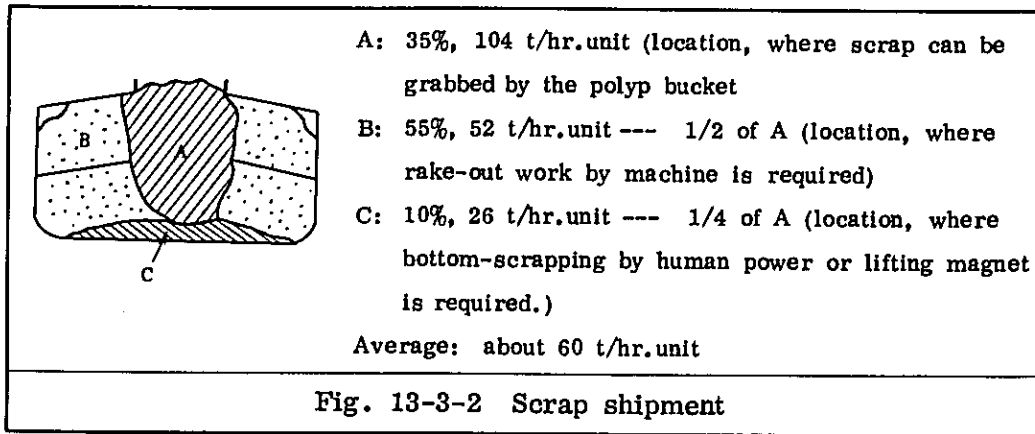 A: 35%, 104 t/hr.unit (location, where scrap can be
grabbed by the polyp bucket
B: 55%, 52 t/hr.unit --- 1/2 of A (location, where
rake-out work by machine is required)
C: 10%, 26 t/hr.unit --- 1/4 of A (location, where
bottom-scrapping by human power or lifting magnet
is required.)
Average: about 60 t/hr.unit
B
A
C
Fig. 13-3-2 Scrap shipment